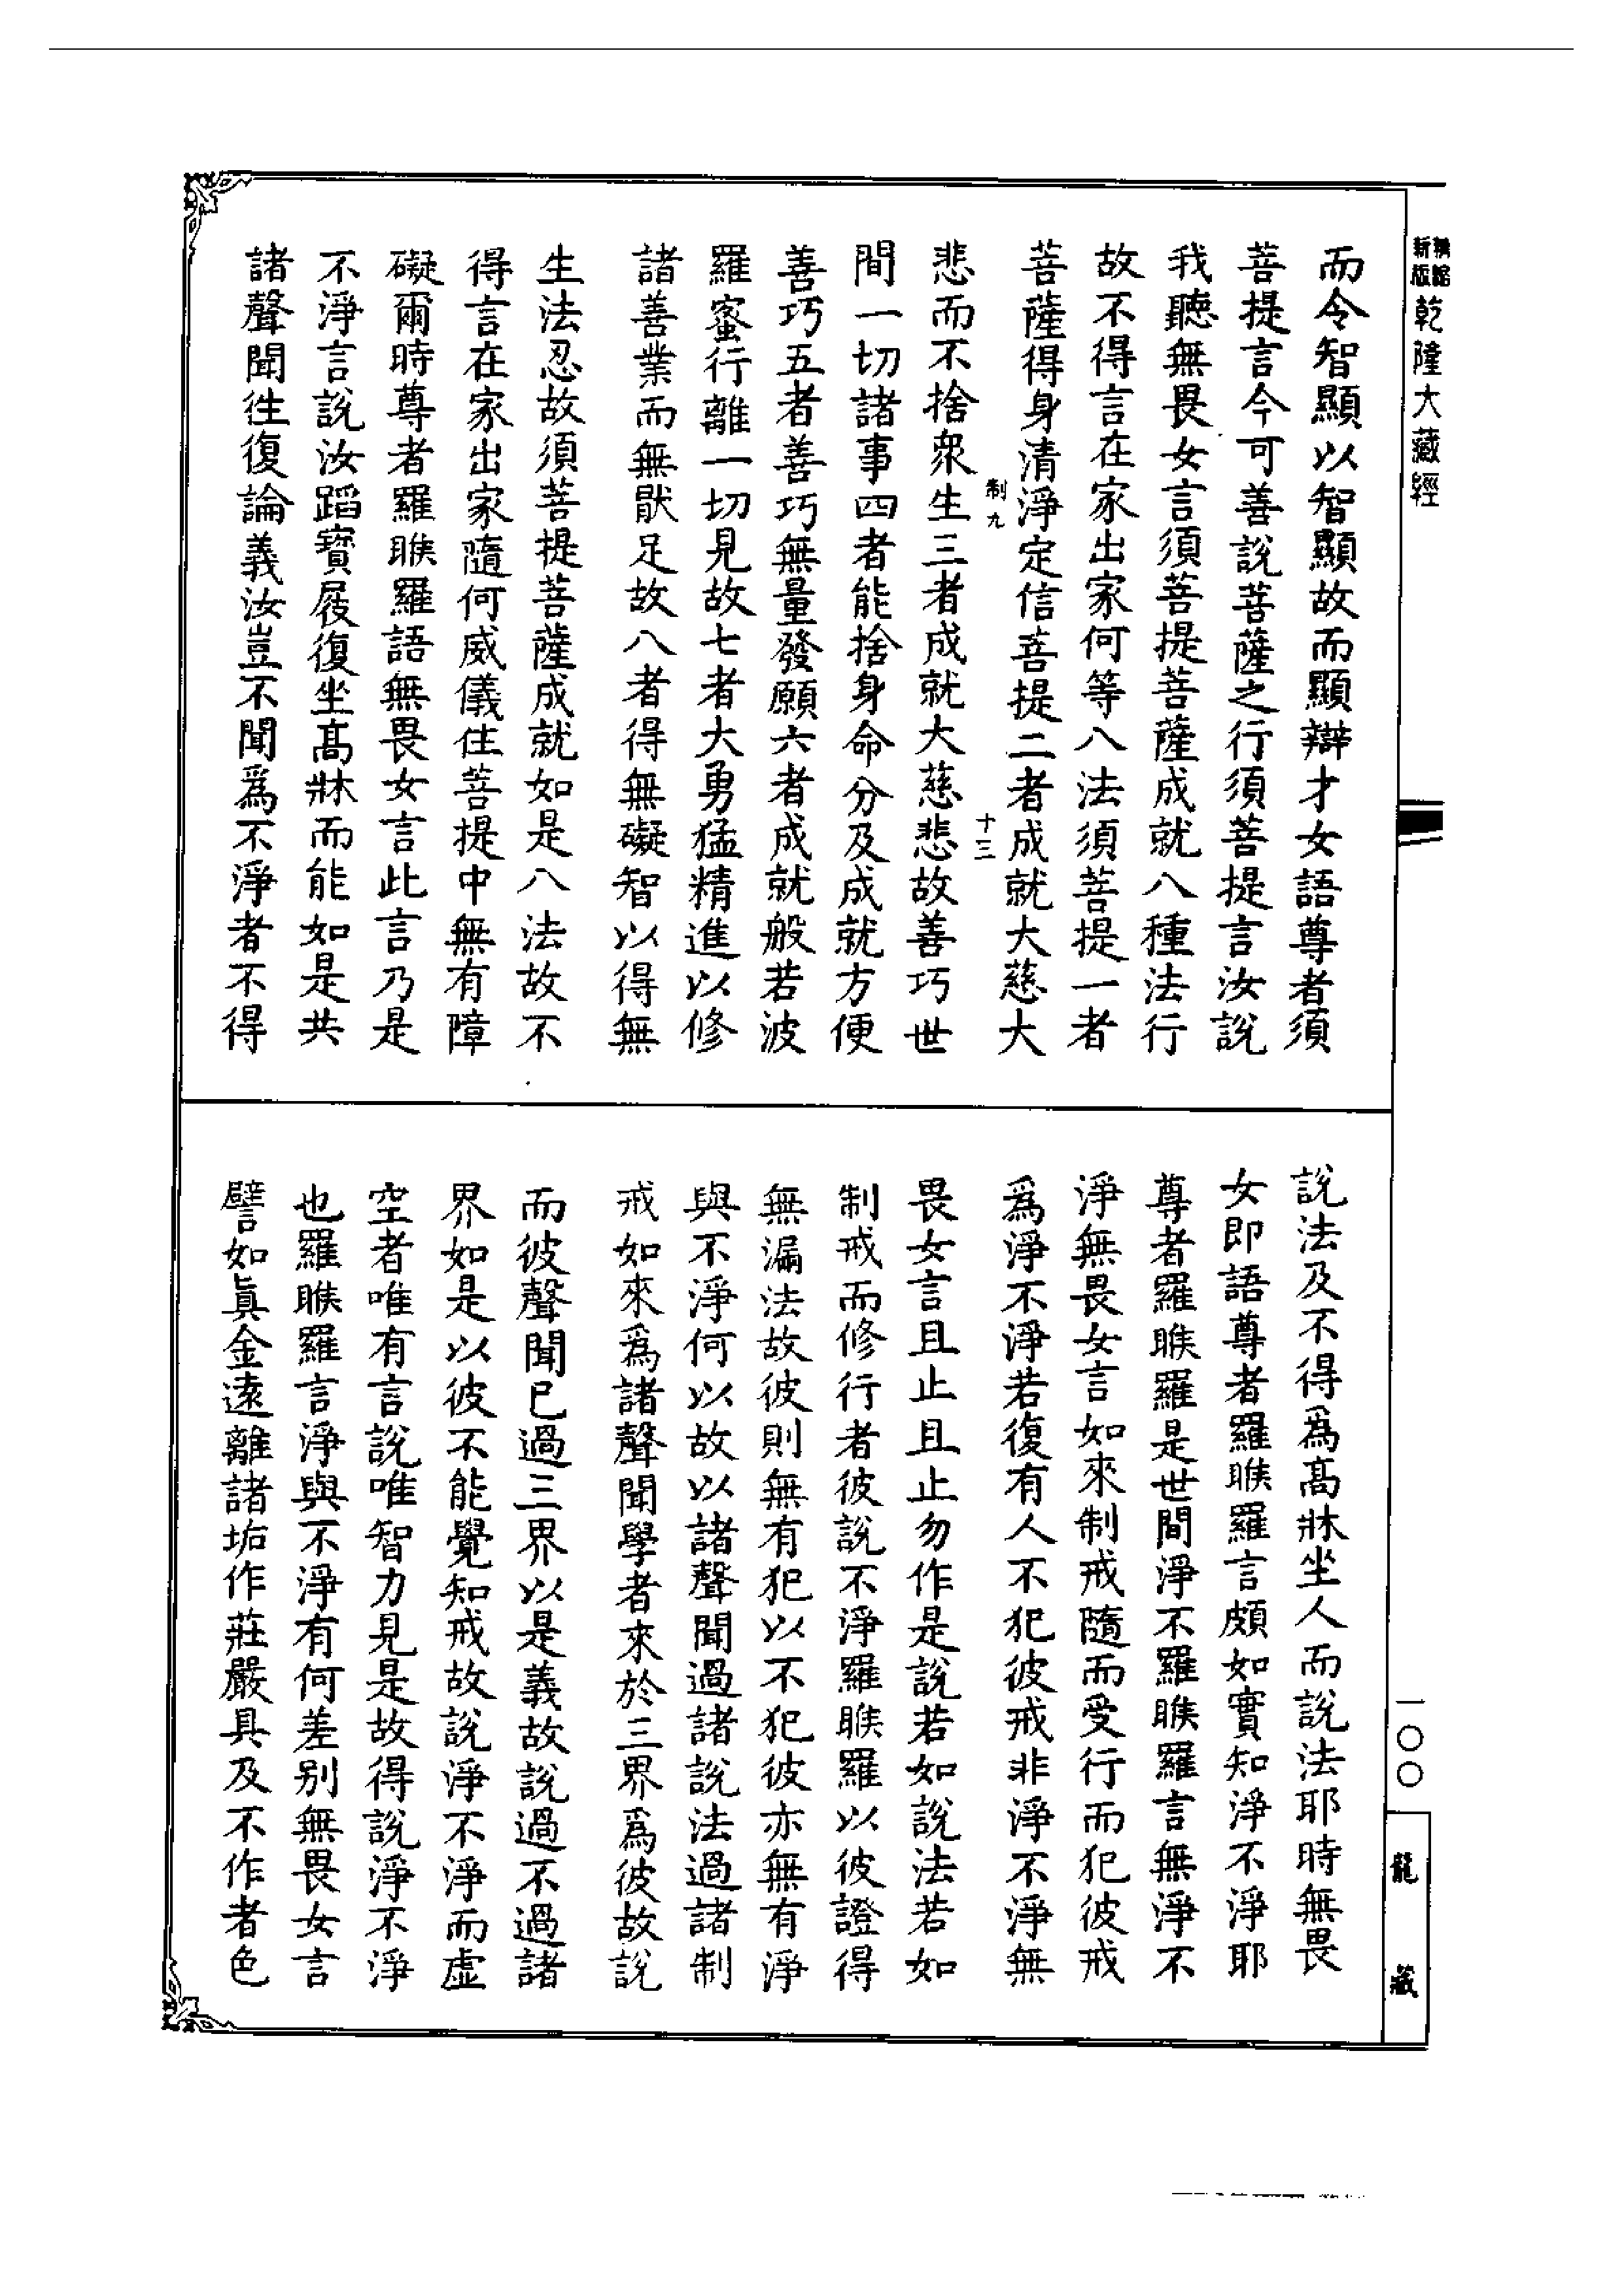 新版 精縮 乾隆大藏經
而令智顯以智顯故而顯辯才女語尊者須
菩提言今可善說菩薩之行須菩提言汝說
我聽無畏女言須菩提菩薩成就八種法行
故不得言在家出家何等八法須菩提一者
菩薩得身清淨定信菩提二者成就大慈大
制九 十三
悲而不捨眾生三者成就大慈悲故善巧世
間一切諸事四者能捨身命分及成就方便
善巧五者善巧無量發願六者成就般若波
羅蜜行離一切見故七者大勇猛精進以修
諸善業而無猒足故八者得無礙智以得無
生法忍故須菩提菩薩成就如是八法故不
得言在家出家隨何威儀住菩提中無有障
礙爾時尊者羅睺羅語無畏女言此言乃是
不淨言說汝蹈寶屐復坐高牀而能如是共
諸聲聞往復論義汝豈不聞爲不淨者不得
說法及不得爲高牀坐人而說法耶時無畏
女即語尊者羅睺羅言頗如實知淨不淨耶
尊者羅睺羅是世間淨不羅睺羅言無淨不
淨無畏女言如來制戒隨而受行而犯彼戒
爲淨不淨若復有人不犯彼戒非淨不淨無
畏女言且止且止勿作是說若如說法若如
制戒而修行者彼說不淨羅睺羅以彼證得
無漏法故彼則無有犯以不犯彼亦無有淨
與不淨何以故以諸聲聞過諸說法過諸制
戒如來爲諸聲聞學者來於三界爲彼故說
而彼聲聞已過三界以是義故說過不過諸
界如是以彼不能覺知戒故說淨不淨而虛
空者唯有言說唯智力見是故得說淨不淨
也羅睺羅言淨與不淨有何差別無畏女言
譬如眞金遠離諸垢作莊嚴具及不作者色
一〇〇
龍藏